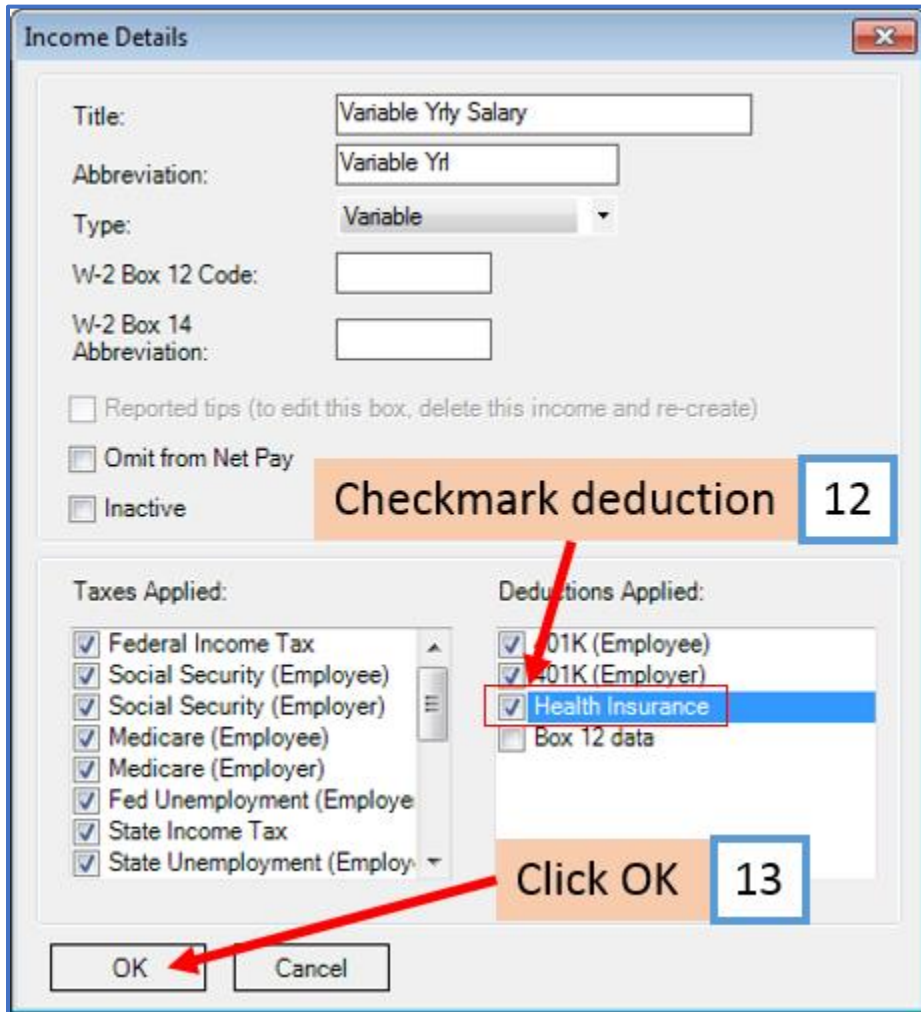 Income Details
Title: Variable Yrly Salary
Abbreviation: Variable Yrl
Type: Variable
W-2 Box 12 Code:
W-2 Box 14
Abbreviation:
Reported tips (to edit this box, delete this income and re-create)
Omit from Net Pay
Inactive
Checkmark deduction 12
Taxes Applied:
Federal Income Tax
Social Security (Employee)
Social Security (Employer)
Medicare (Employee)
Medicare (Employer)
Fed Unemployment (Employe
State Income Tax
State Unemployment (Employ
Deductions Applied:
401K (Employee)
401K (Employer)
Health Insurance
Box 12 data
Click OK 13
OK
Cancel